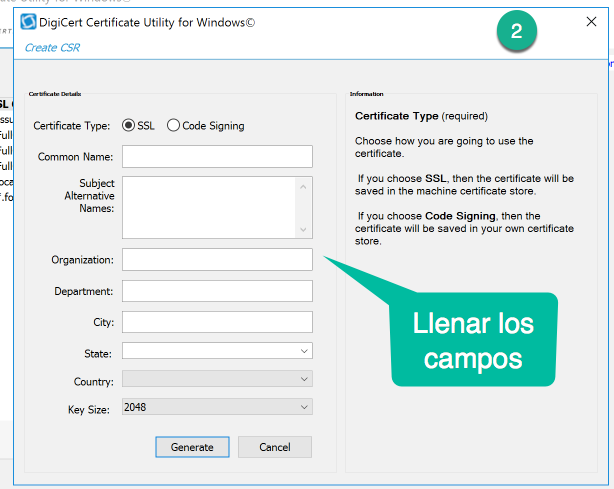 DigiCert Certificate Utility for Windows©
2
Create CSR
Certificate Details
Certificate Type:
SSL
Code Signing
Common Name:
Subject
Alternative
Names:
Organization:
Department:
City:
State:
Country:
Key Size:
2048
Generate
Cancel
Information
Certificate Type (required)
Choose how you are going to use the
certificate.
If you choose SSL, then the certificate will be
saved in the machine certificate store.
If you choose Code Signing, then the
certificate will be saved in your own certificate
store.
Llenar los
campos